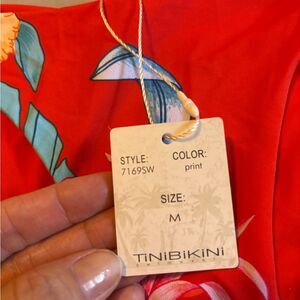 STYLE: COLOR:
7169SW print
SIZE:
M
TiNiBiKiNi